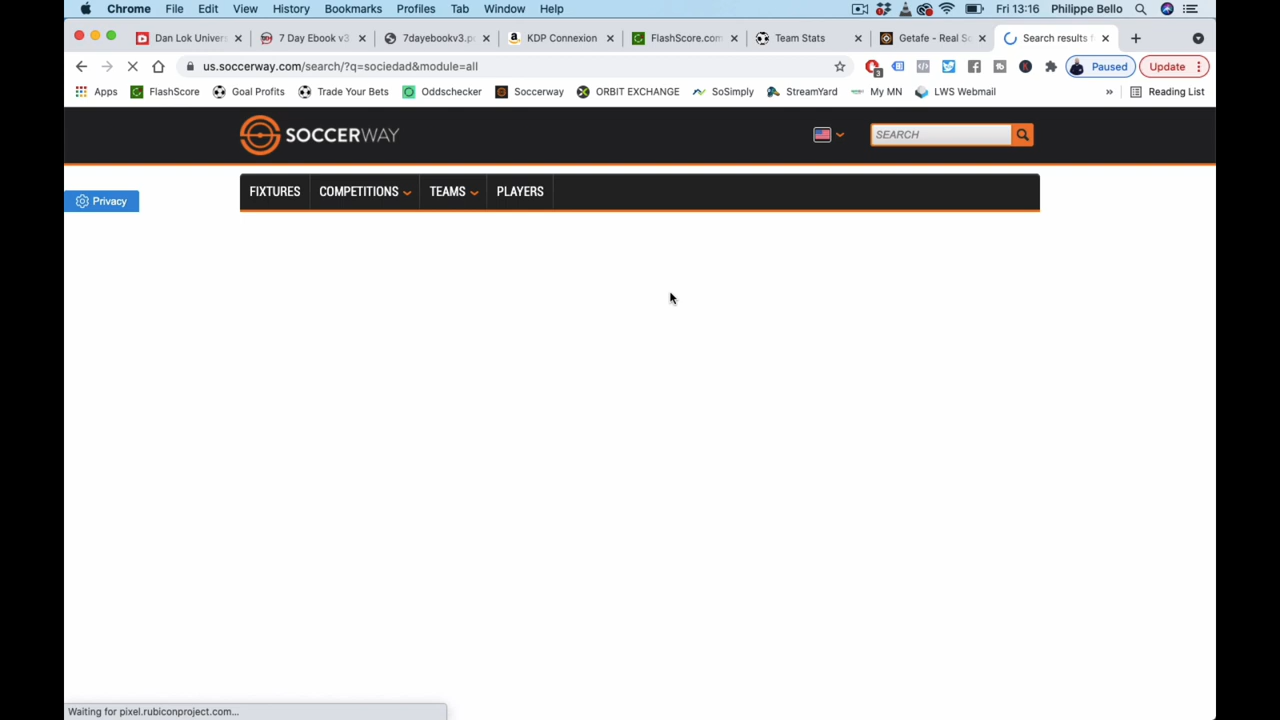 Chrome File Edit View History Bookmarks Profiles Tab Window Help Fri 13:16 Philippe Bello
Dan Lok Univers 7 Day Ebook v3 7dayebookv3.p KDP Connexion FlashScore.com Team Stats Getafe - Real So Search results f
us.soccerway.com/search/?q=sociedad&module=all 3 Paused Update
Apps FlashScore Goal Profits Trade Your Bets Oddschecker Soccerway ORBIT EXCHANGE SoSimply StreamYard My MN LWS Webmail » Reading List
SOCCERWAY SEARCH
FIXTURES COMPETITIONS TEAMS PLAYERS
Privacy
Waiting for pixel.rubiconproject.com...